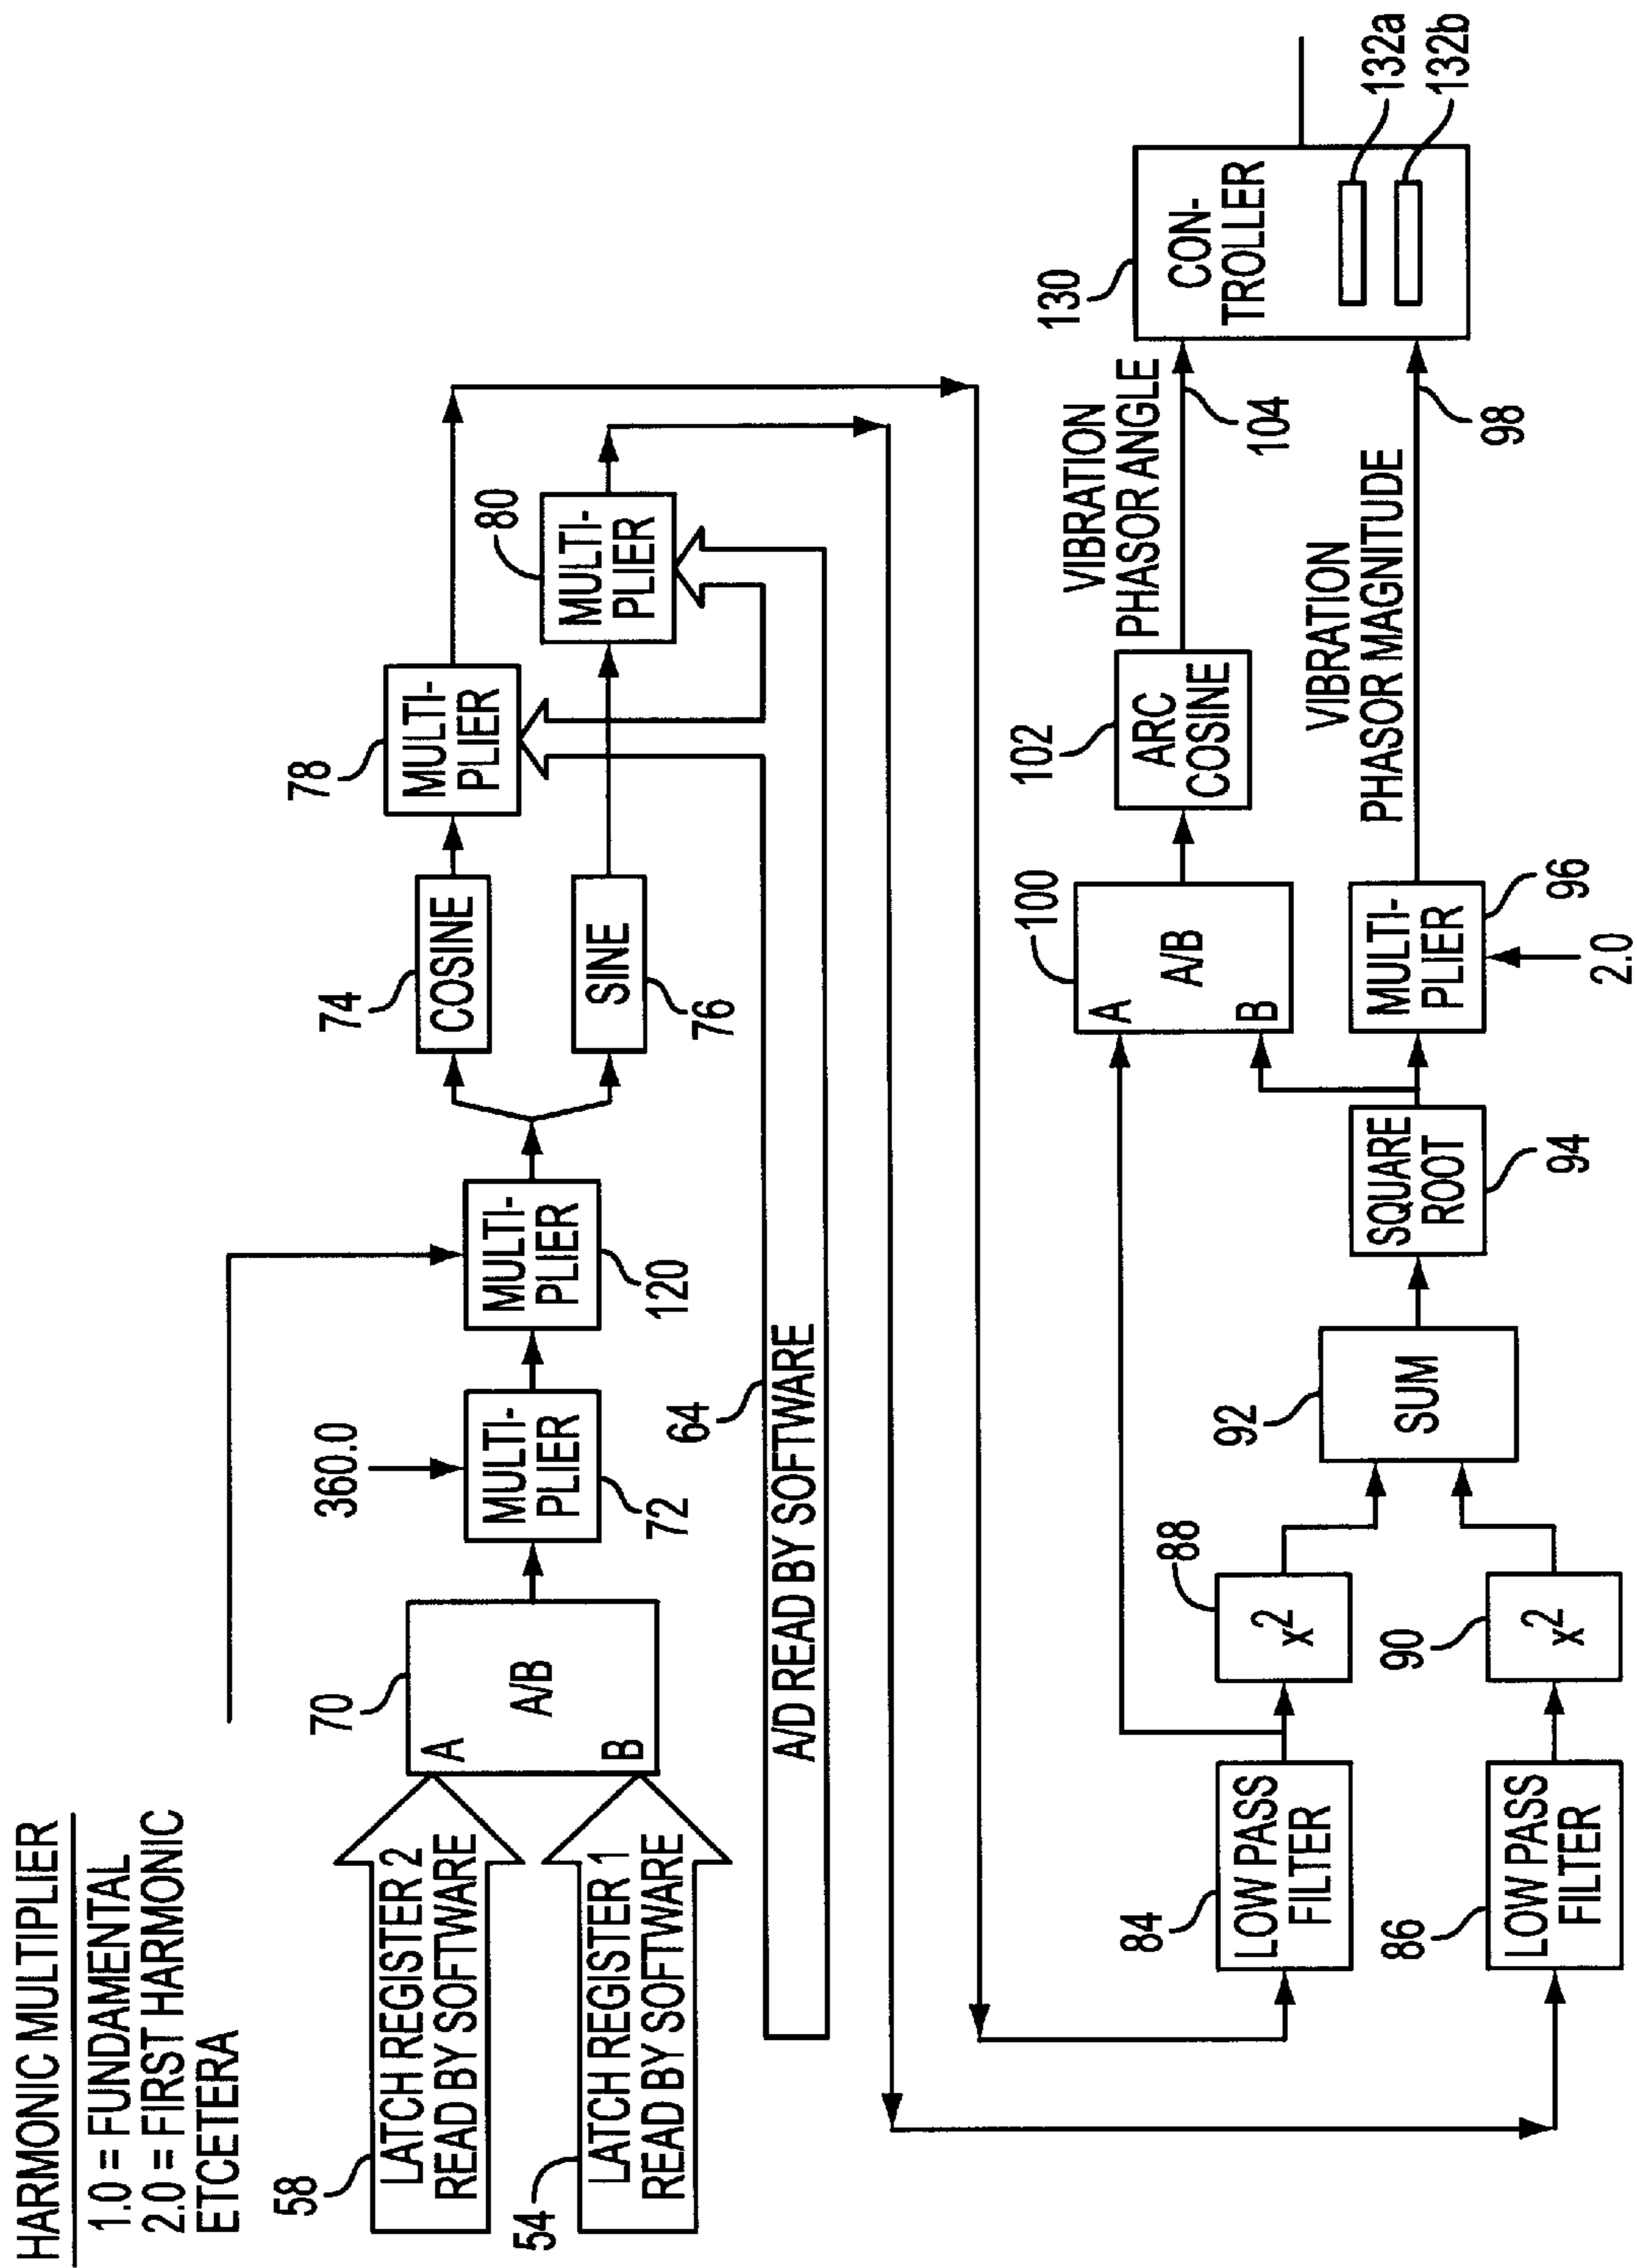 HARMONIC MULTIPLIER
1.0 = FUNDAMENTAL
2.0 = FIRST HARMONIC
ETCETERA
58
LATCH REGISTER 2
READ BY SOFTWARE
54
LATCH REGISTER 1
READ BY SOFTWARE
70
A
A/B
B
360.0
MULTI-
PLIER
72
MULTI-
PLIER
120
74
COSINE
SINE
76
78
MULTI-
PLIER
80
MULTI-
PLIER
64
A/D READ BY SOFTWARE
84
LOW PASS
FILTER
86
LOW PASS
FILTER
88
x²
90
x²
92
SUM
SQUARE
ROOT
94
100
A
A/B
B
MULTI-
PLIER
96
2.0
102
ARC
COSINE
VIBRATION
PHASOR ANGLE
104
VIBRATION
PHASOR MAGNITUDE
98
130
CON-
TROLLER
132a
132b